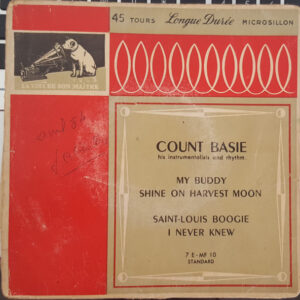 45 TOURS Longue Durée MICROSILLON
LA VOIX DE SON MAÎTRE
COUNT BASIE
his instrumentalists and rhythm
MY BUDDY
SHINE ON HARVEST MOON
SAINT-LOUIS BOOGIE
I NEVER KNEW
7 E - MF 10
STANDARD